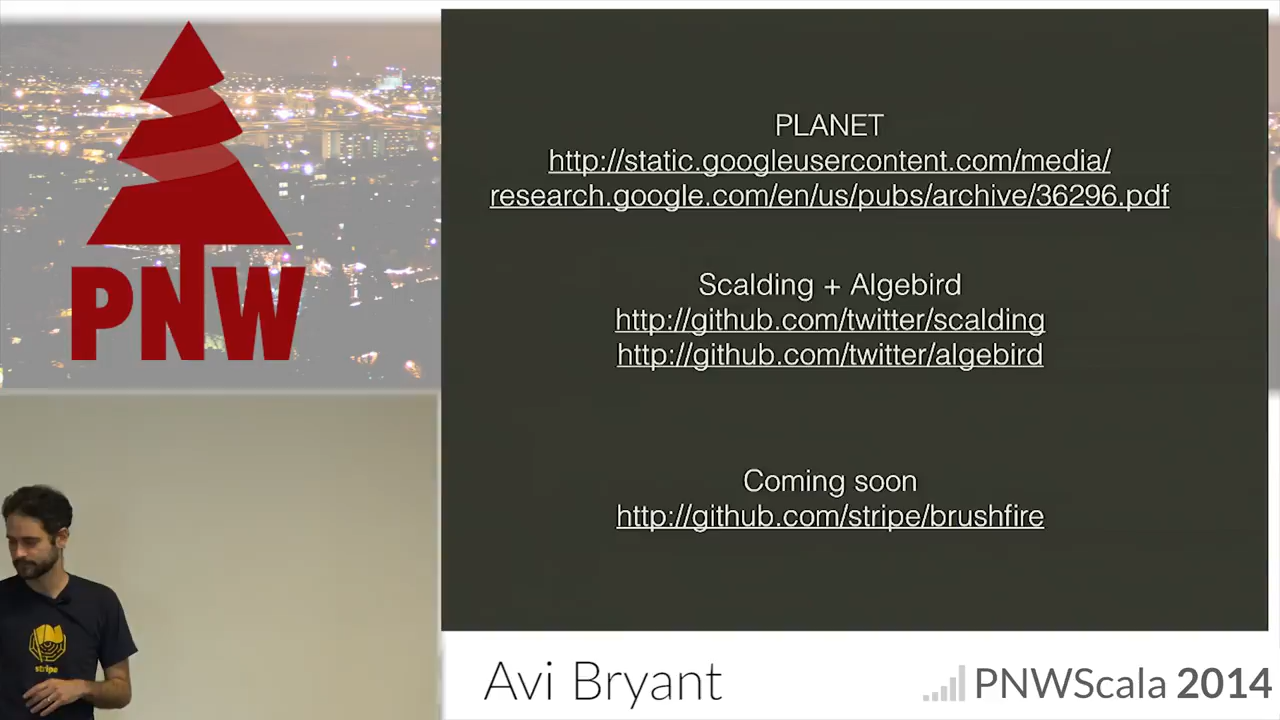 PNW
PLANET
http://static.googleusercontent.com/media/
research.google.com/en/us/pubs/archive/36296.pdf
Scalding + Algebird
http://github.com/twitter/scalding
http://github.com/twitter/algebird
Coming soon
http://github.com/stripe/brushfire
stripe
Avi Bryant
PNWScala 2014